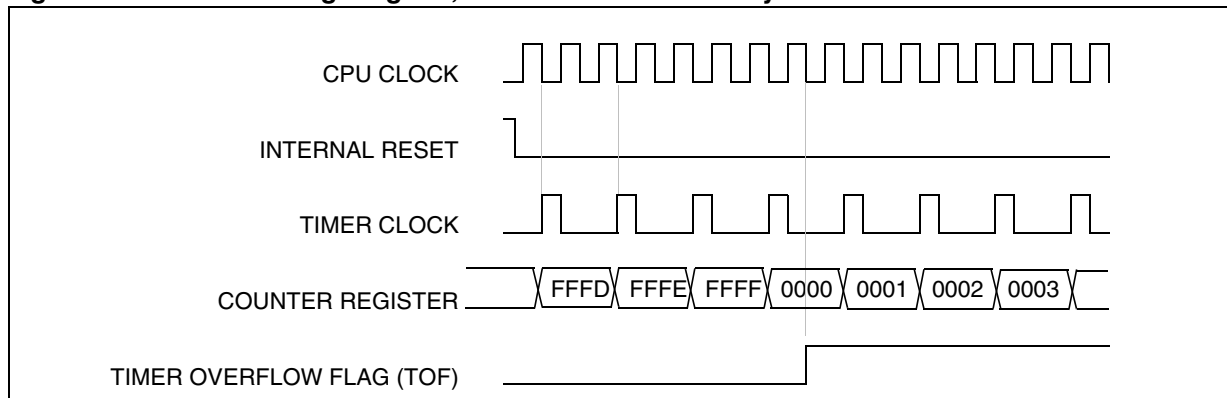 CPU CLOCK
INTERNAL RESET
TIMER CLOCK
COUNTER REGISTER FFFD FFFE FFFF 0000 0001 0002 0003
TIMER OVERFLOW FLAG (TOF)